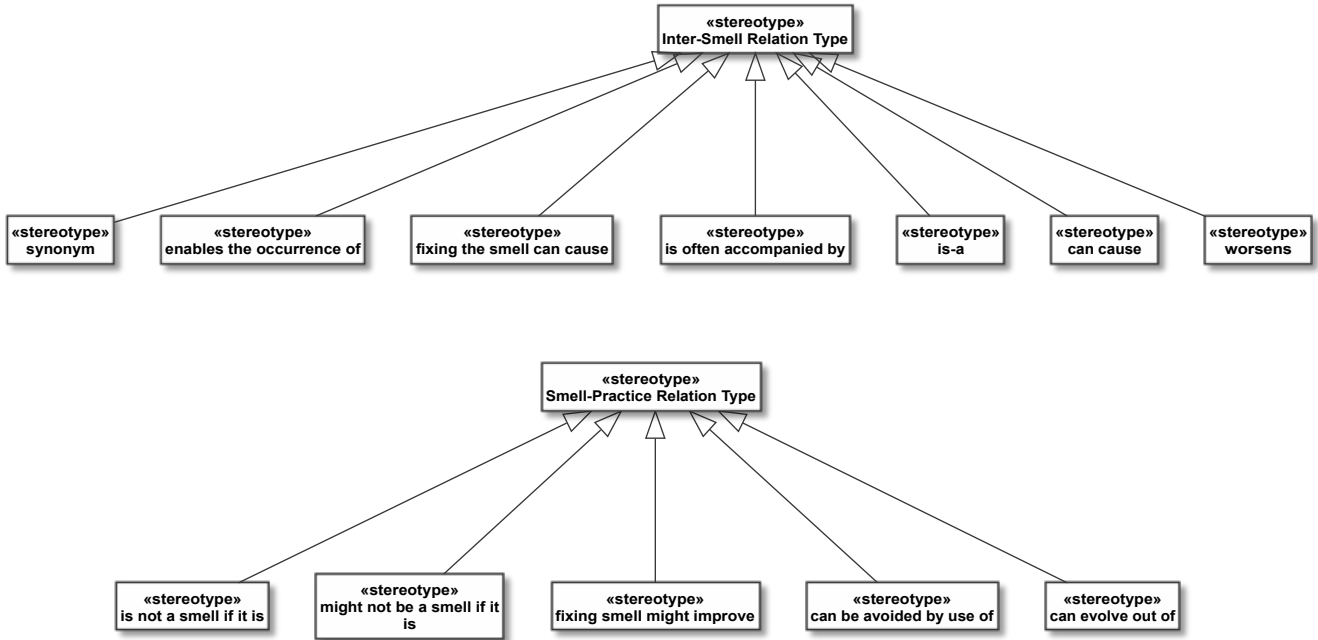 «stereotype»
Inter-Smell Relation Type
«stereotype»
synonym
«stereotype»
enables the occurrence of
«stereotype»
fixing the smell can cause
«stereotype»
is often accompanied by
«stereotype»
is-a
«stereotype»
can cause
«stereotype»
worsens
«stereotype»
Smell-Practice Relation Type
«stereotype»
is not a smell if it is
«stereotype»
might not be a smell if it
is
«stereotype»
fixing smell might improve
«stereotype»
can be avoided by use of
«stereotype»
can evolve out of